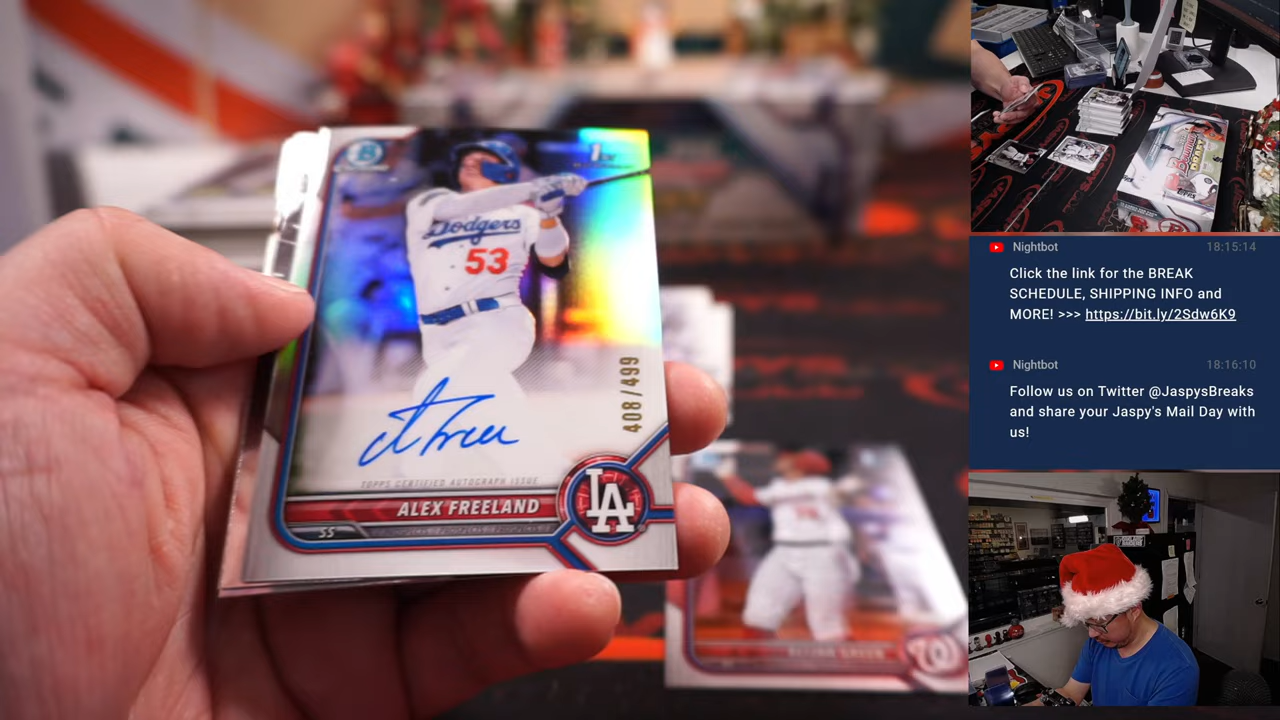 1st
Dodgers
53
408/499
TOPPS CERTIFIED AUTOGRAPH ISSUE
ALEX FREELAND
SS
LA
W
Nightbot 18:15:14
Click the link for the BREAK
SCHEDULE, SHIPPING INFO and
MORE! >>> https://bit.ly/2Sdw6K9
Nightbot 18:16:10
Follow us on Twitter @JaspysBreaks
and share your Jaspy's Mail Day with
us!